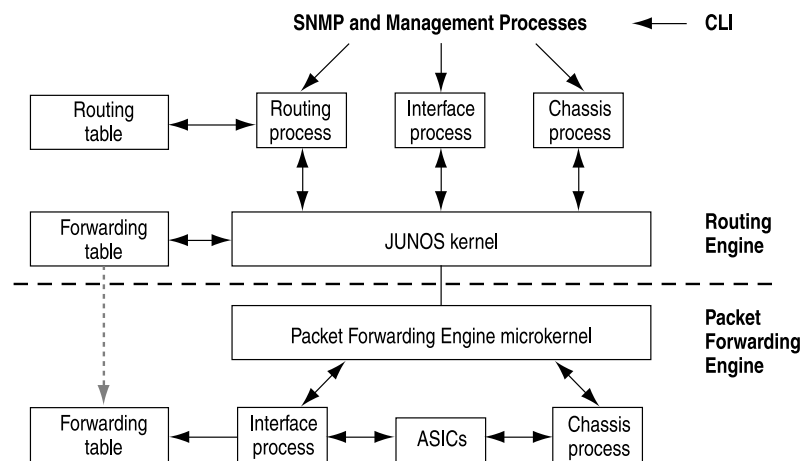 SNMP and Management Processes
CLI
Routing
table
Routing
process
Interface
process
Chassis
process
Forwarding
table
JUNOS kernel
Routing
Engine
Packet Forwarding Engine microkernel
Packet
Forwarding
Engine
Forwarding
table
Interface
process
ASICs
Chassis
process